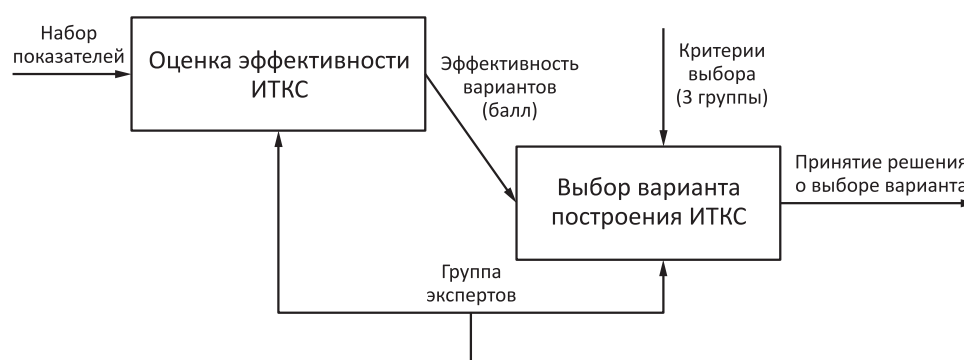 Набор
показателей
Оценка эффективности
ИТКС
Эффективность
вариантов
(балл)
Критерии
выбора
(3 группы)
Выбор варианта
построения ИТКС
Принятие решения
о выборе варианта
Группа
экспертов